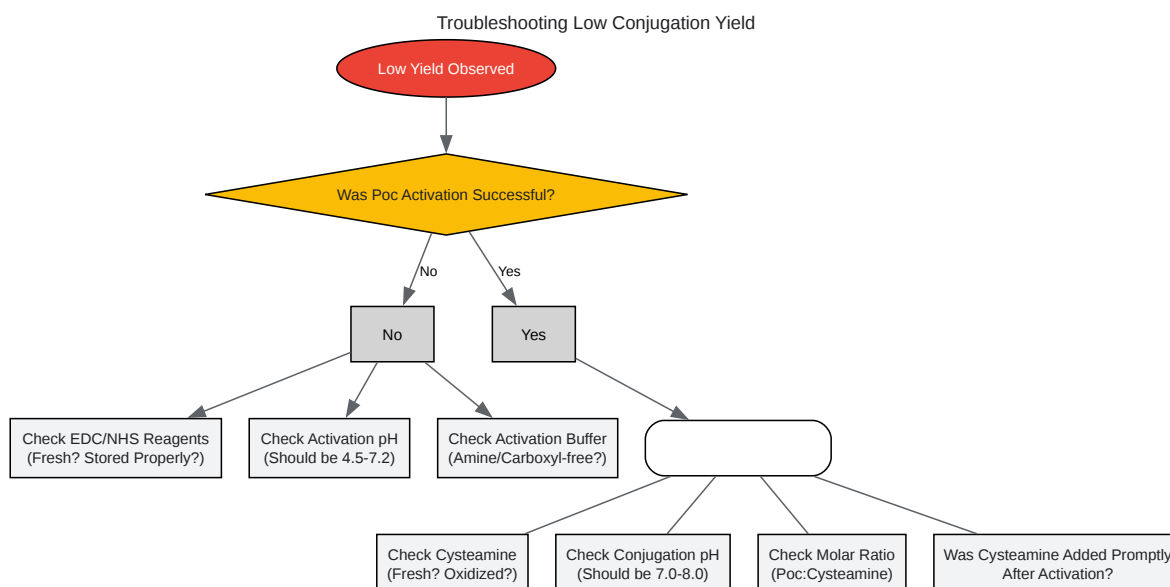 Troubleshooting Low Conjugation Yield
Low Yield Observed
Was Poc Activation Successful?
No
Yes
No
Yes
Check EDC/NHS Reagents
(Fresh? Stored Properly?)
Check Activation pH
(Should be 4.5-7.2)
Check Activation Buffer
(Amine/Carboxyl-free?)
Check Cysteamine
(Fresh? Oxidized?)
Check Conjugation pH
(Should be 7.0-8.0)
Check Molar Ratio
(Poc:Cysteamine)
Was Cysteamine Added Promptly
After Activation?